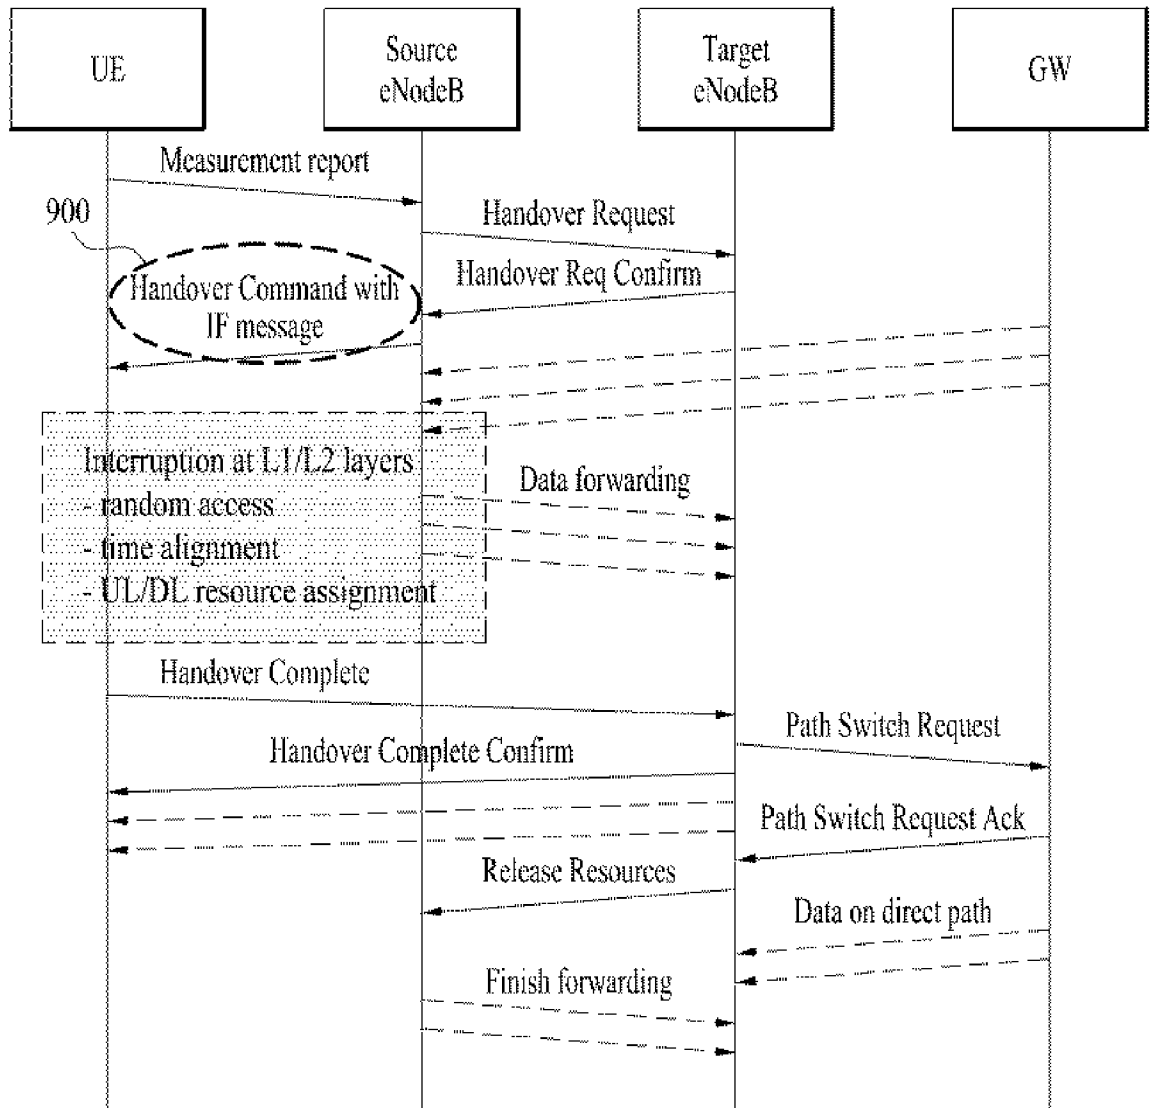 UE
Source
eNodeB
Target
eNodeB
GW
Measurement report
900
Handover Request
Handover Command with
IF message
Handover Req Confirm
Interruption at L1/L2 layers
- random access
- time alignment
- UL/DL resource assignment
Data forwarding
Handover Complete
Path Switch Request
Handover Complete Confirm
Path Switch Request Ack
Release Resources
Data on direct path
Finish forwarding